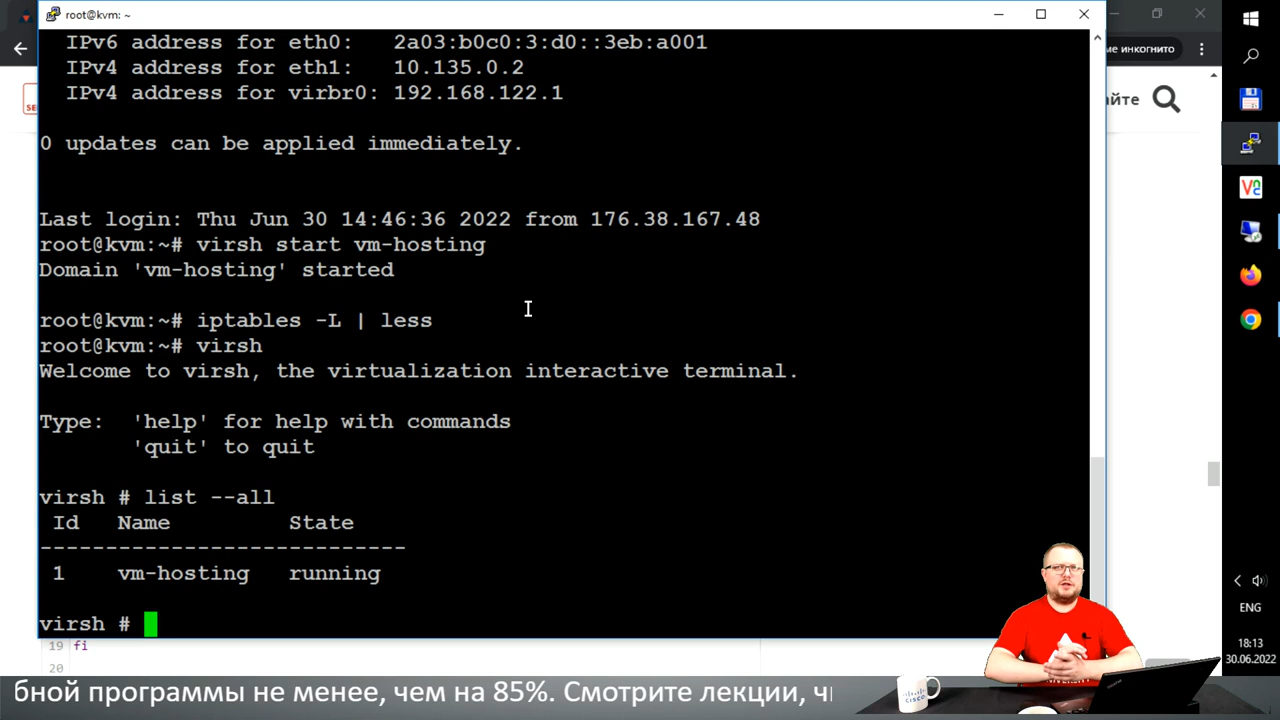 root@kvm: ~
IPv6 address for eth0: 2a03:b0c0:3:d0::3eb:a001
IPv4 address for eth1: 10.135.0.2
IPv4 address for virbr0: 192.168.122.1
0 updates can be applied immediately.
Last login: Thu Jun 30 14:46:36 2022 from 176.38.167.48
root@kvm:~# virsh start vm-hosting
Domain 'vm-hosting' started
root@kvm:~# iptables -L | less
root@kvm:~# virsh
Welcome to virsh, the virtualization interactive terminal.
Type: 'help' for help with commands
'quit' to quit
virsh # list --all
Id Name State
---------------------------
1 vm-hosting running
virsh #
19 fi
20
ме инкогнито
йте
ENG
18:13
30.06.2022
CISCO
бной программы не менее, чем на 85%. Смотрите лекции, чи